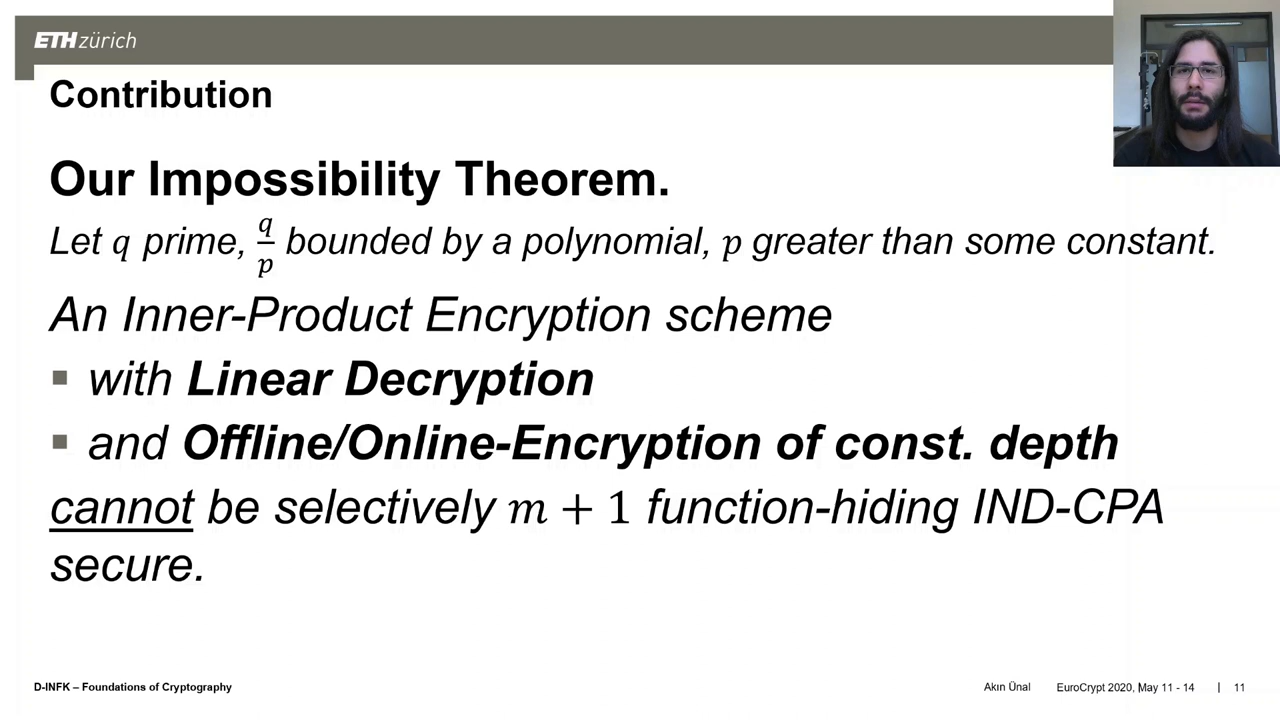 ETH zürich
Contribution
Our Impossibility Theorem.
Let q prime, q/p bounded by a polynomial, p greater than some constant.
An Inner-Product Encryption scheme
▪ with Linear Decryption
▪ and Offline/Online-Encryption of const. depth
cannot be selectively m + 1 function-hiding IND-CPA
secure.
D-INFK – Foundations of Cryptography
Akın Ünal
EuroCrypt 2020, May 11 - 14
| 11